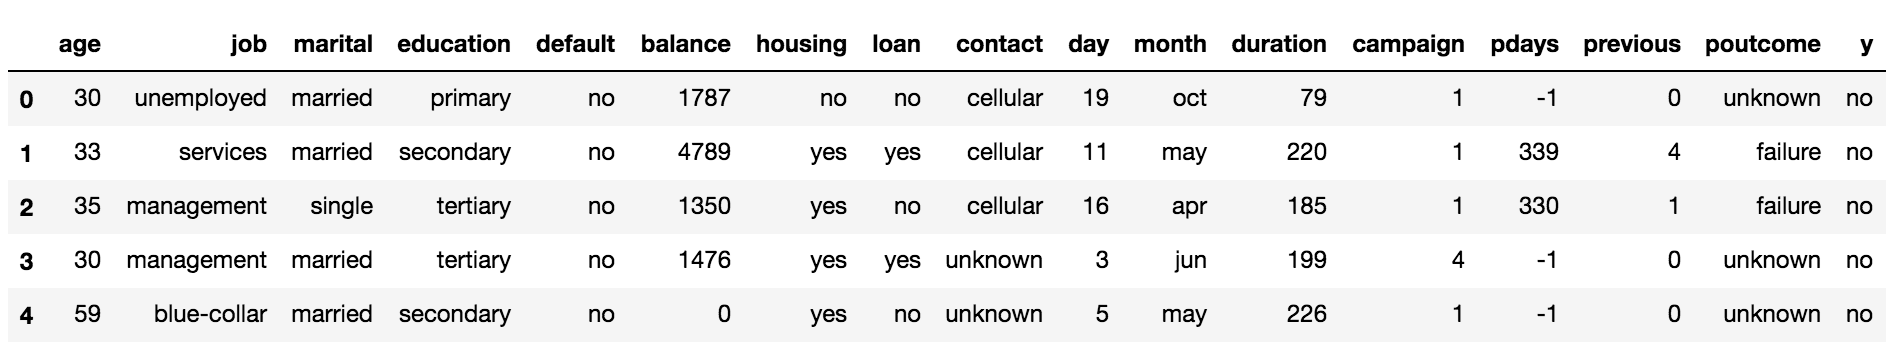 age job marital education default balance housing loan contact day month duration campaign pdays previous poutcome y
0 30 unemployed married primary no 1787 no no cellular 19 oct 79 1 -1 0 unknown no
1 33 services married secondary no 4789 yes yes cellular 11 may 220 1 339 4 failure no
2 35 management single tertiary no 1350 yes no cellular 16 apr 185 1 330 1 failure no
3 30 management married tertiary no 1476 yes yes unknown 3 jun 199 4 -1 0 unknown no
4 59 blue-collar married secondary no 0 yes no unknown 5 may 226 1 -1 0 unknown no